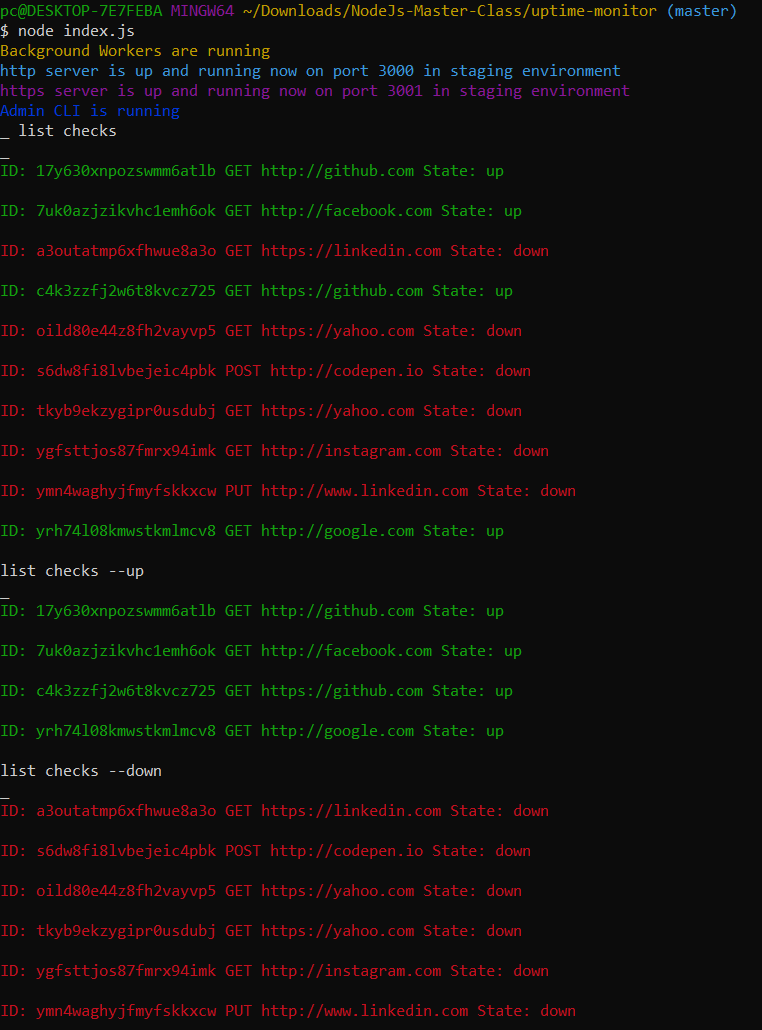 pc@DESKTOP-7E7FEBA MINGW64 ~/Downloads/NodeJs-Master-Class/uptime-monitor (master)
$ node index.js
Background Workers are running
http server is up and running now on port 3000 in staging environment
https server is up and running now on port 3001 in staging environment
Admin CLI is running
_ list checks
_
ID: 17y630xnpozswmm6atlb GET http://github.com State: up
ID: 7uk0azjzikvhc1emh6ok GET http://facebook.com State: up
ID: a3outatmp6xfhwue8a3o GET https://linkedin.com State: down
ID: c4k3zzfj2w6t8kvcz725 GET https://github.com State: up
ID: oild80e44z8fh2vayvp5 GET https://yahoo.com State: down
ID: s6dw8fi8lvbejeic4pbk POST http://codepen.io State: down
ID: tkyb9ekzygipr0usdubj GET https://yahoo.com State: down
ID: ygfsttjos87fmrx94imk GET http://instagram.com State: down
ID: ymn4waghyjfmyfskkxcw PUT http://www.linkedin.com State: down
ID: yrh74l08kmwstkmlmcv8 GET http://google.com State: up
list checks --up
_
ID: 17y630xnpozswmm6atlb GET http://github.com State: up
ID: 7uk0azjzikvhc1emh6ok GET http://facebook.com State: up
ID: c4k3zzfj2w6t8kvcz725 GET https://github.com State: up
ID: yrh74l08kmwstkmlmcv8 GET http://google.com State: up
list checks --down
_
ID: a3outatmp6xfhwue8a3o GET https://linkedin.com State: down
ID: s6dw8fi8lvbejeic4pbk POST http://codepen.io State: down
ID: oild80e44z8fh2vayvp5 GET https://yahoo.com State: down
ID: tkyb9ekzygipr0usdubj GET https://yahoo.com State: down
ID: ygfsttjos87fmrx94imk GET http://instagram.com State: down
ID: ymn4waghyjfmyfskkxcw PUT http://www.linkedin.com State: down